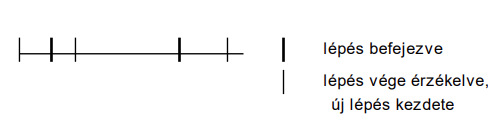 lépés befejezve
lépés vége érzékelve,
új lépés kezdete